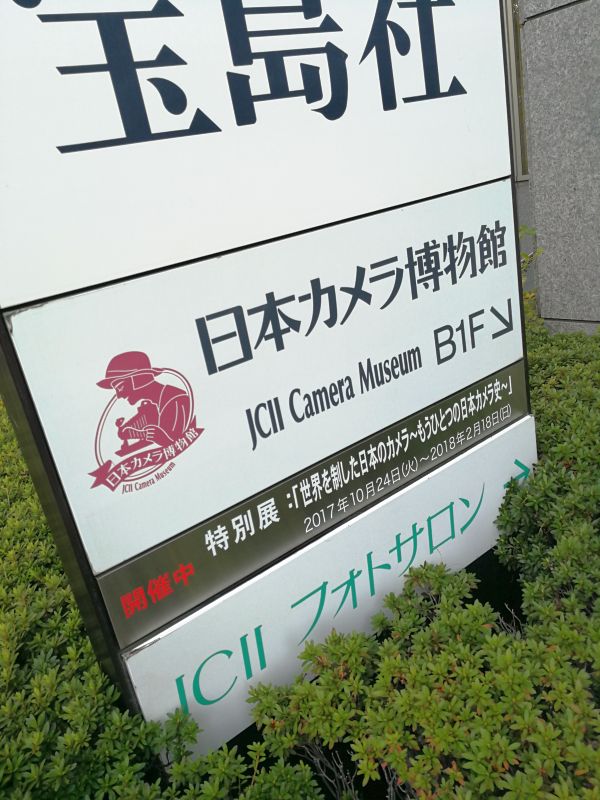 宝島社
日本カメラ博物館
JCII Camera Museum B1F
日本カメラ博物館
JCII Camera Museum
開催中 特別展:「世界を制した日本のカメラ~もうひとつの日本カメラ史~」
2017年10月24日(火)~2018年2月18日(日)
JCII フォトサロン